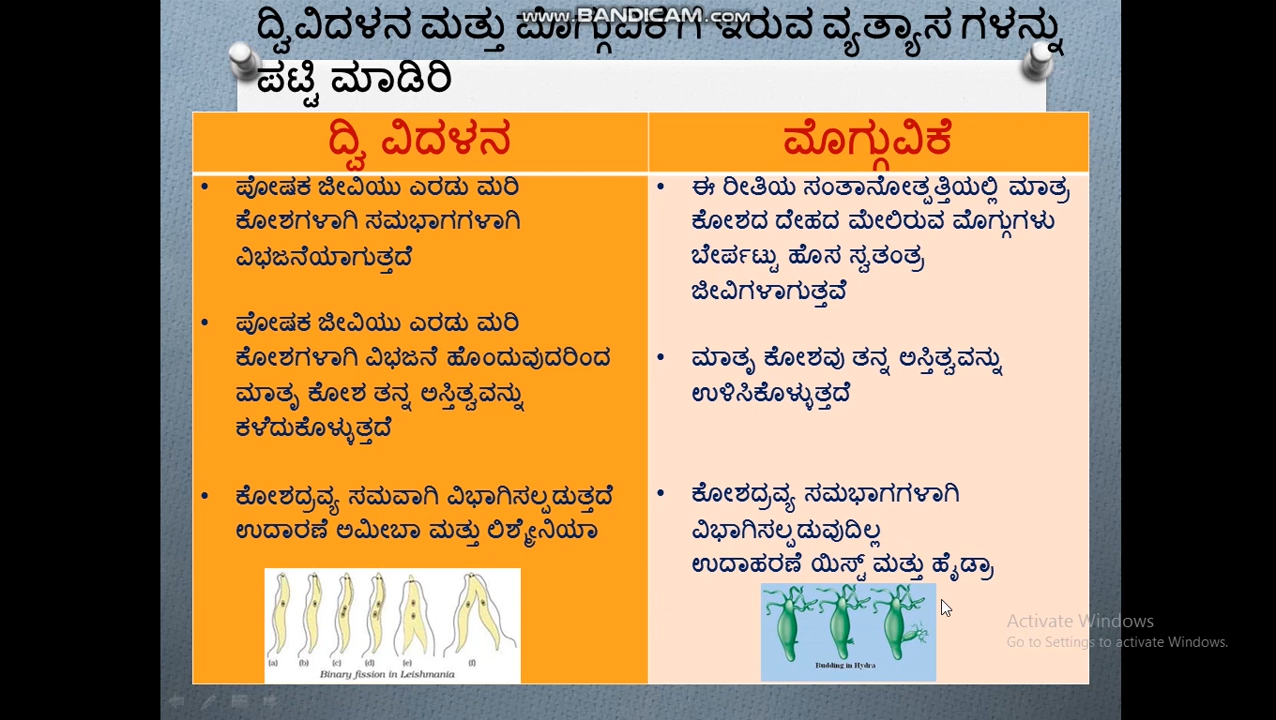 www.BANDICAM.com
ದ್ವಿವಿದಳನ ಮತ್ತು ಮೊಗ್ಗುವಿಕೆ ಗೆ ಇರುವ ವ್ಯತ್ಯಾಸ ಗಳನ್ನು
ಪಟ್ಟಿ ಮಾಡಿರಿ
ದ್ವಿ ವಿದಳನ
ಪೋಷಕ ಜೀವಿಯು ಎರಡು ಮರಿ
ಕೋಶಗಳಾಗಿ ಸಮಭಾಗಗಳಾಗಿ
ವಿಭಜನೆಯಾಗುತ್ತದೆ
ಪೋಷಕ ಜೀವಿಯು ಎರಡು ಮರಿ
ಕೋಶಗಳಾಗಿ ವಿಭಜನೆ ಹೊಂದುವುದರಿಂದ
ಮಾತೃ ಕೋಶ ತನ್ನ ಅಸ್ತಿತ್ವವನ್ನು
ಕಳೆದುಕೊಳ್ಳುತ್ತದೆ
ಕೋಶದ್ರವ್ಯ ಸಮವಾಗಿ ವಿಭಾಗಿಸಲ್ಪಡುತ್ತದೆ
ಉದಾರಣೆ ಅಮೀಬಾ ಮತ್ತು ಲಿಶ್ಮೇನಿಯಾ
(a) (b) (c) (d) (e) (f)
Binary fission in Leishmania
ಮೊಗ್ಗುವಿಕೆ
ಈ ರೀತಿಯ ಸಂತಾನೋತ್ಪತ್ತಿಯಲ್ಲಿ ಮಾತ್ರ
ಕೋಶದ ದೇಹದ ಮೇಲಿರುವ ಮೊಗ್ಗುಗಳು
ಬೇರ್ಪಟ್ಟು ಹೊಸ ಸ್ವತಂತ್ರ
ಜೀವಿಗಳಾಗುತ್ತವೆ
ಮಾತೃ ಕೋಶವು ತನ್ನ ಅಸ್ತಿತ್ವವನ್ನು
ಉಳಿಸಿಕೊಳ್ಳುತ್ತದೆ
ಕೋಶದ್ರವ್ಯ ಸಮಭಾಗಗಳಾಗಿ
ವಿಭಾಗಿಸಲ್ಪಡುವುದಿಲ್ಲ
ಉದಾಹರಣೆ ಯಿಸ್ಟ್ ಮತ್ತು ಹೈಡ್ರಾ
Budding in Hydra
Activate Windows
Go to Settings to activate Windows.